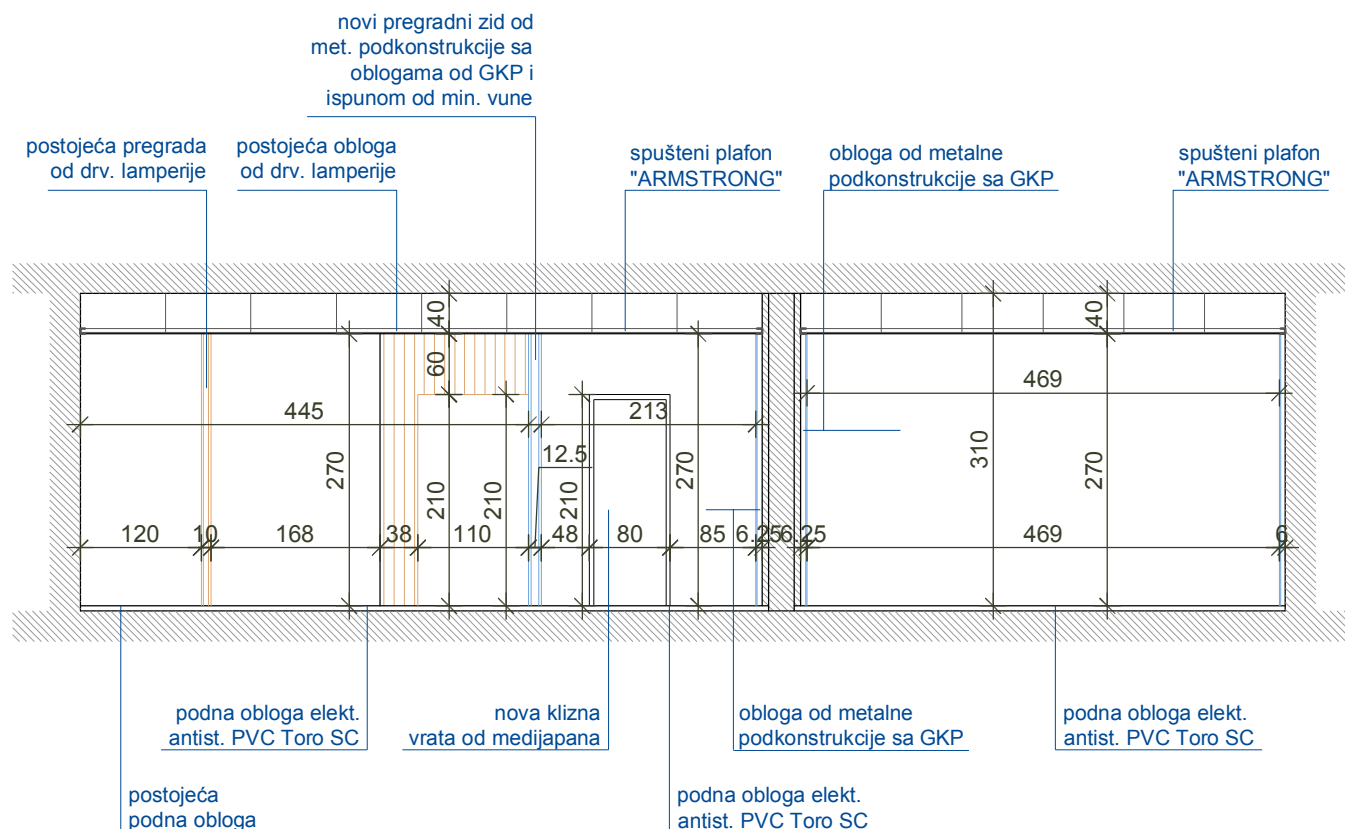 novi pregradni zid od
met. podkonstrukcije sa
oblogama od GKP i
ispunom od min. vune
postojeća pregrada
od drv. lamperije
postojeća obloga
od drv. lamperije
spušteni plafon
"ARMSTRONG"
obloga od metalne
podkonstrukcije sa GKP
spušteni plafon
"ARMSTRONG"
40
40
60
469
445
213
12.5
270
210
210
210
270
310
270
120
10
168
38
110
48
80
85
6.25
6.25
469
6
podna obloga elekt.
antist. PVC Toro SC
nova klizna
vrata od medijapana
obloga od metalne
podkonstrukcije sa GKP
podna obloga elekt.
antist. PVC Toro SC
postojeća
podna obloga
podna obloga elekt.
antist. PVC Toro SC